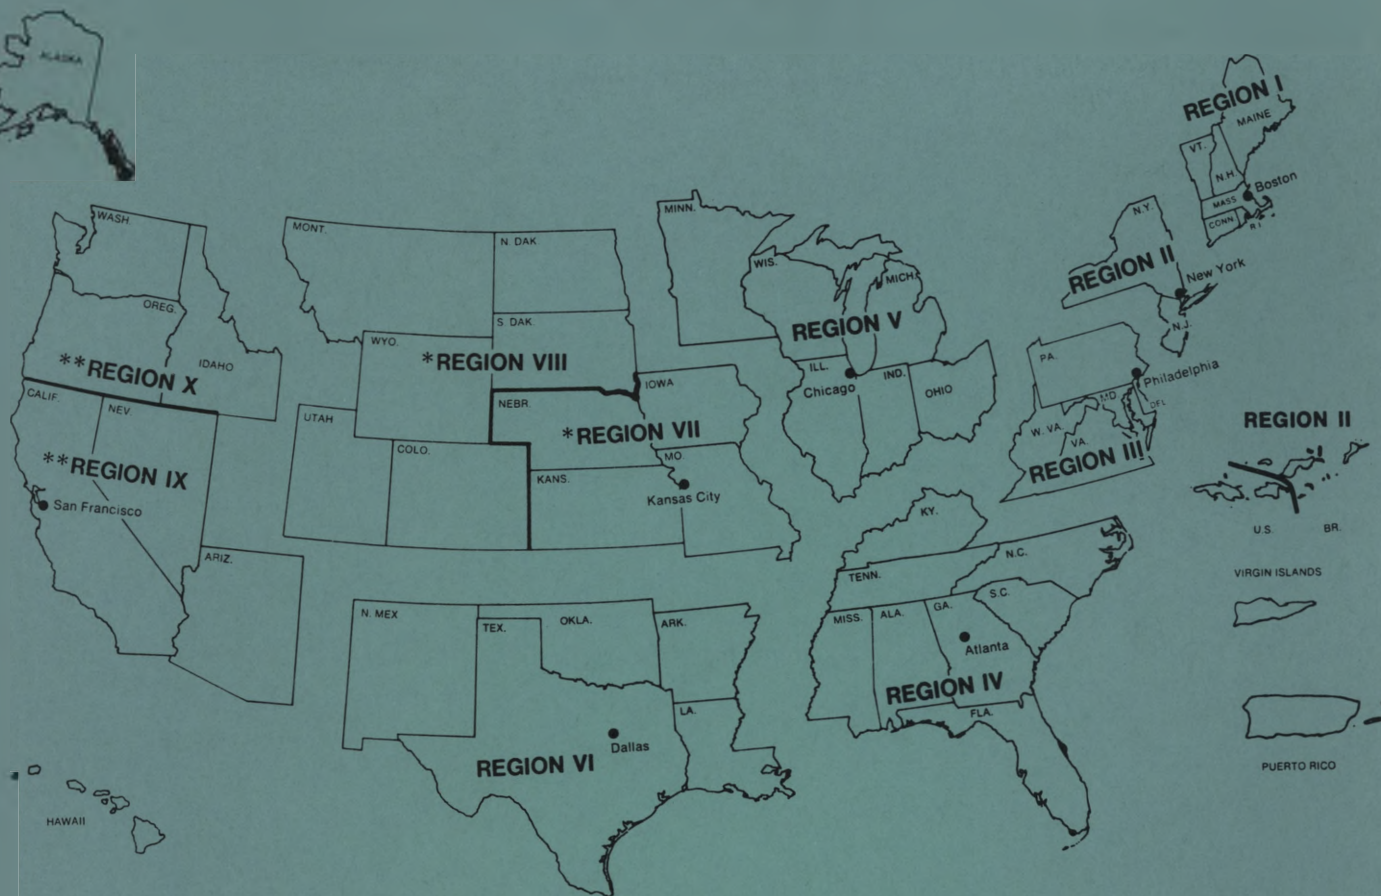 ALASKA
REGION I
MAINE
VT.
N.H.
Boston
MASS
CONN
R I
N.Y.
REGION II
New York
N.J.
WASH.
OREG.
IDAHO
**REGION X
MONT.
N DAK
S DAK
WYO.
*REGION VIII
UTAH
COLO.
MINN.
WIS.
MICH.
REGION V
ILL.
IND.
OHIO
Chicago
PA.
Philadelphia
MD
DEL
W. VA.
VA.
REGION III
CALIF.
NEV.
**REGION IX
San Francisco
ARIZ.
IOWA
NEBR.
*REGION VII
MO.
KANS.
Kansas City
REGION II
U.S.
BR.
VIRGIN ISLANDS
PUERTO RICO
KY.
TENN.
N.C.
S.C.
MISS.
ALA.
GA.
Atlanta
REGION IV
FLA.
N. MEX
TEX.
OKLA.
ARK.
LA.
Dallas
REGION VI
HAWAII